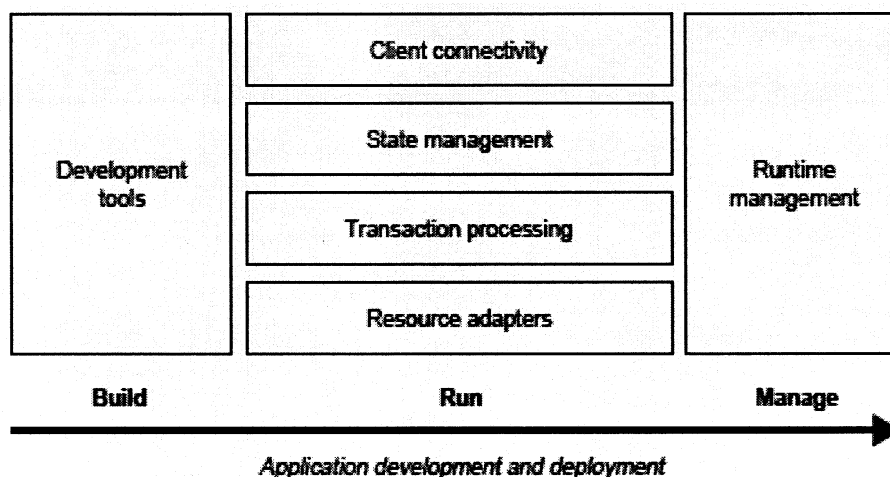 Development
tools
Client connectivity
State management
Transaction processing
Resource adapters
Runtime
management
Build
Run
Manage
Application development and deployment